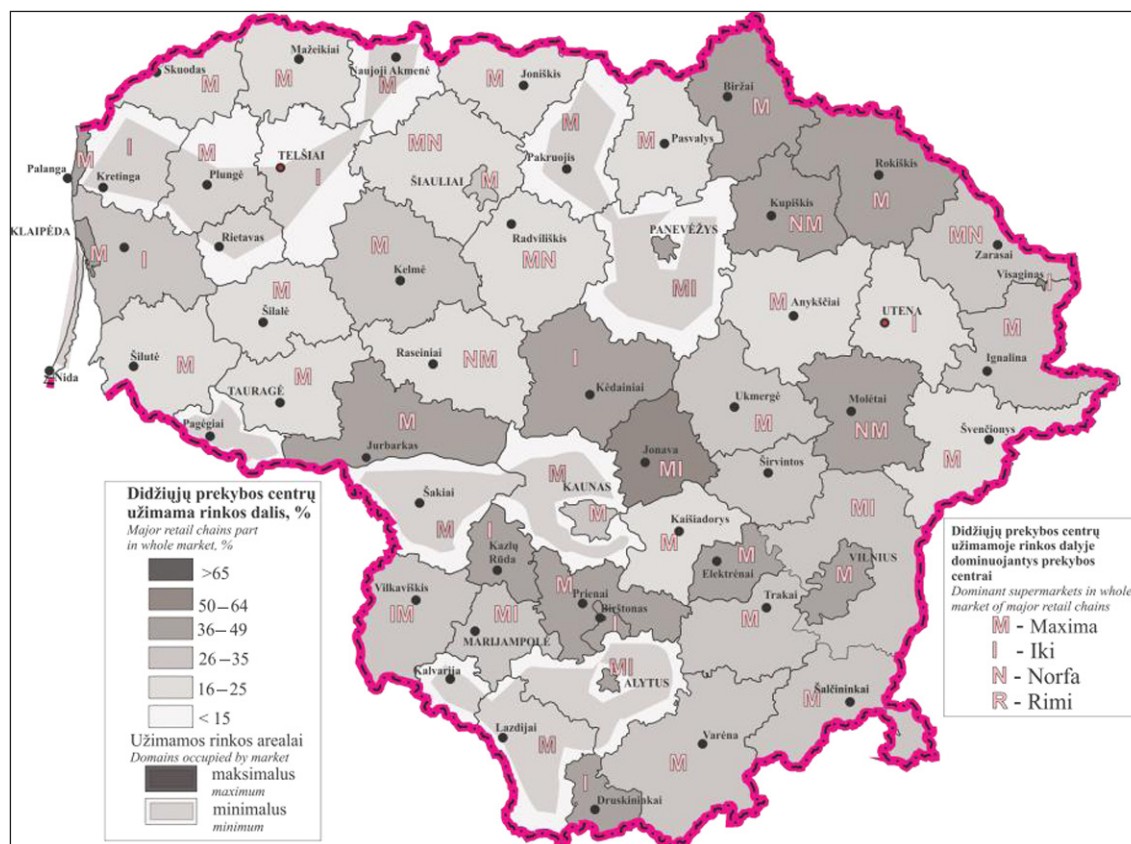 Skuodas
M
Mažeikiai
M
Naujoji Akmenė
M
M
Joniškis
Biržai
M
M
Pakruojis
M
Pasvalys
Rokiškis
M
Palanga
M
I
Kretinga
M
Plungė
TELŠIAI
I
MN
ŠIAULIAI
M
Kupiškis
NM
KLAIPĖDA
M
I
Rietavas
M
Kelmė
Radviliškis
MN
PANEVĖŽYS
MI
MN
Zarasai
Visaginas
I
M
Šilalė
M
Anykščiai
UTENA
I
M
Ignalina
Nida
Šilutė
M
TAURAGĖ
M
Raseiniai
NM
I
Kėdainiai
Ukmergė
M
Molėtai
NM
Švenčionys
M
Pagėgiai
M
Jurbarkas
Jonava
MI
Širvintos
Šakiai
M
M
KAUNAS
M
Kaišiadorys
M
MI
I
Kazlų
Rūda
M
Elektrėnai
VILNIUS
M
Vilkaviškis
IM
MI
MARIJAMPOLĖ
M
Prienai
Birštonas
I
Trakai
M
Kalvarija
MI
ALYTUS
M
Šalčininkai
Lazdijai
M
Varėna
M
I
Druskininkai
Didžiųjų prekybos centrų
užimama rinkos dalis, %
Major retail chains part
in whole market, %
>65
50–64
36–49
26–35
16–25
< 15
Užimamos rinkos arealai
Domains occupied by market
maksimalus
maximum
minimalus
minimum
Didžiųjų prekybos centrų
užimamoje rinkos dalyje
dominuojantys prekybos
centrai
Dominant supermarkets in whole
market of major retail chains
M - Maxima
I - Iki
N - Norfa
R - Rimi